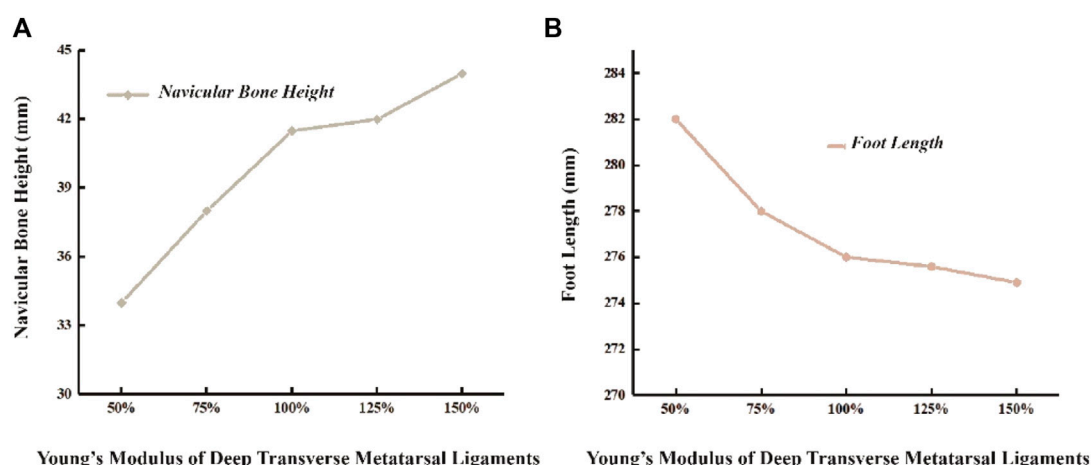 A
45
42
39
36
33
30
Navicular Bone Height (mm)
Navicular Bone Height
50% 75% 100% 125% 150%
Young's Modulus of Deep Transverse Metatarsal Ligaments
B
284
282
280
278
276
274
272
270
Foot Length (mm)
Foot Length
50% 75% 100% 125% 150%
Young's Modulus of Deep Transverse Metatarsal Ligaments